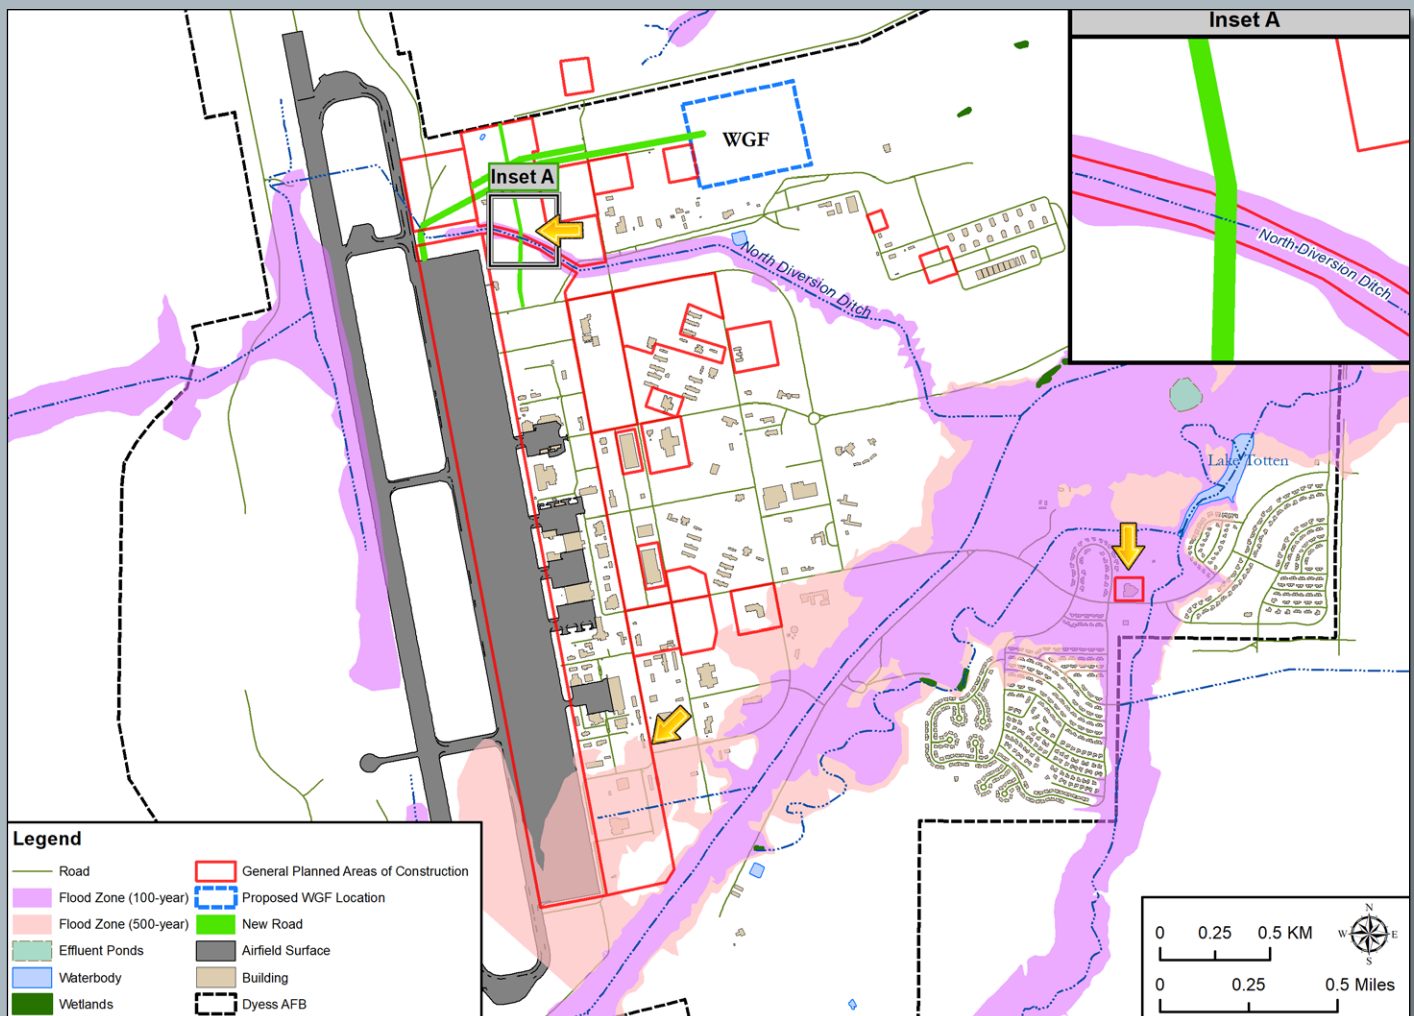 Inset A
WGF
Inset A
North Diversion Ditch
North Diversion Ditch
Lake Totten
Legend
Road
Flood Zone (100-year)
Flood Zone (500-year)
Effluent Ponds
Waterbody
Wetlands
General Planned Areas of Construction
Proposed WGF Location
New Road
Airfield Surface
Building
Dyess AFB
N
W E
S
0 0.25 0.5 KM
0 0.25 0.5 Miles